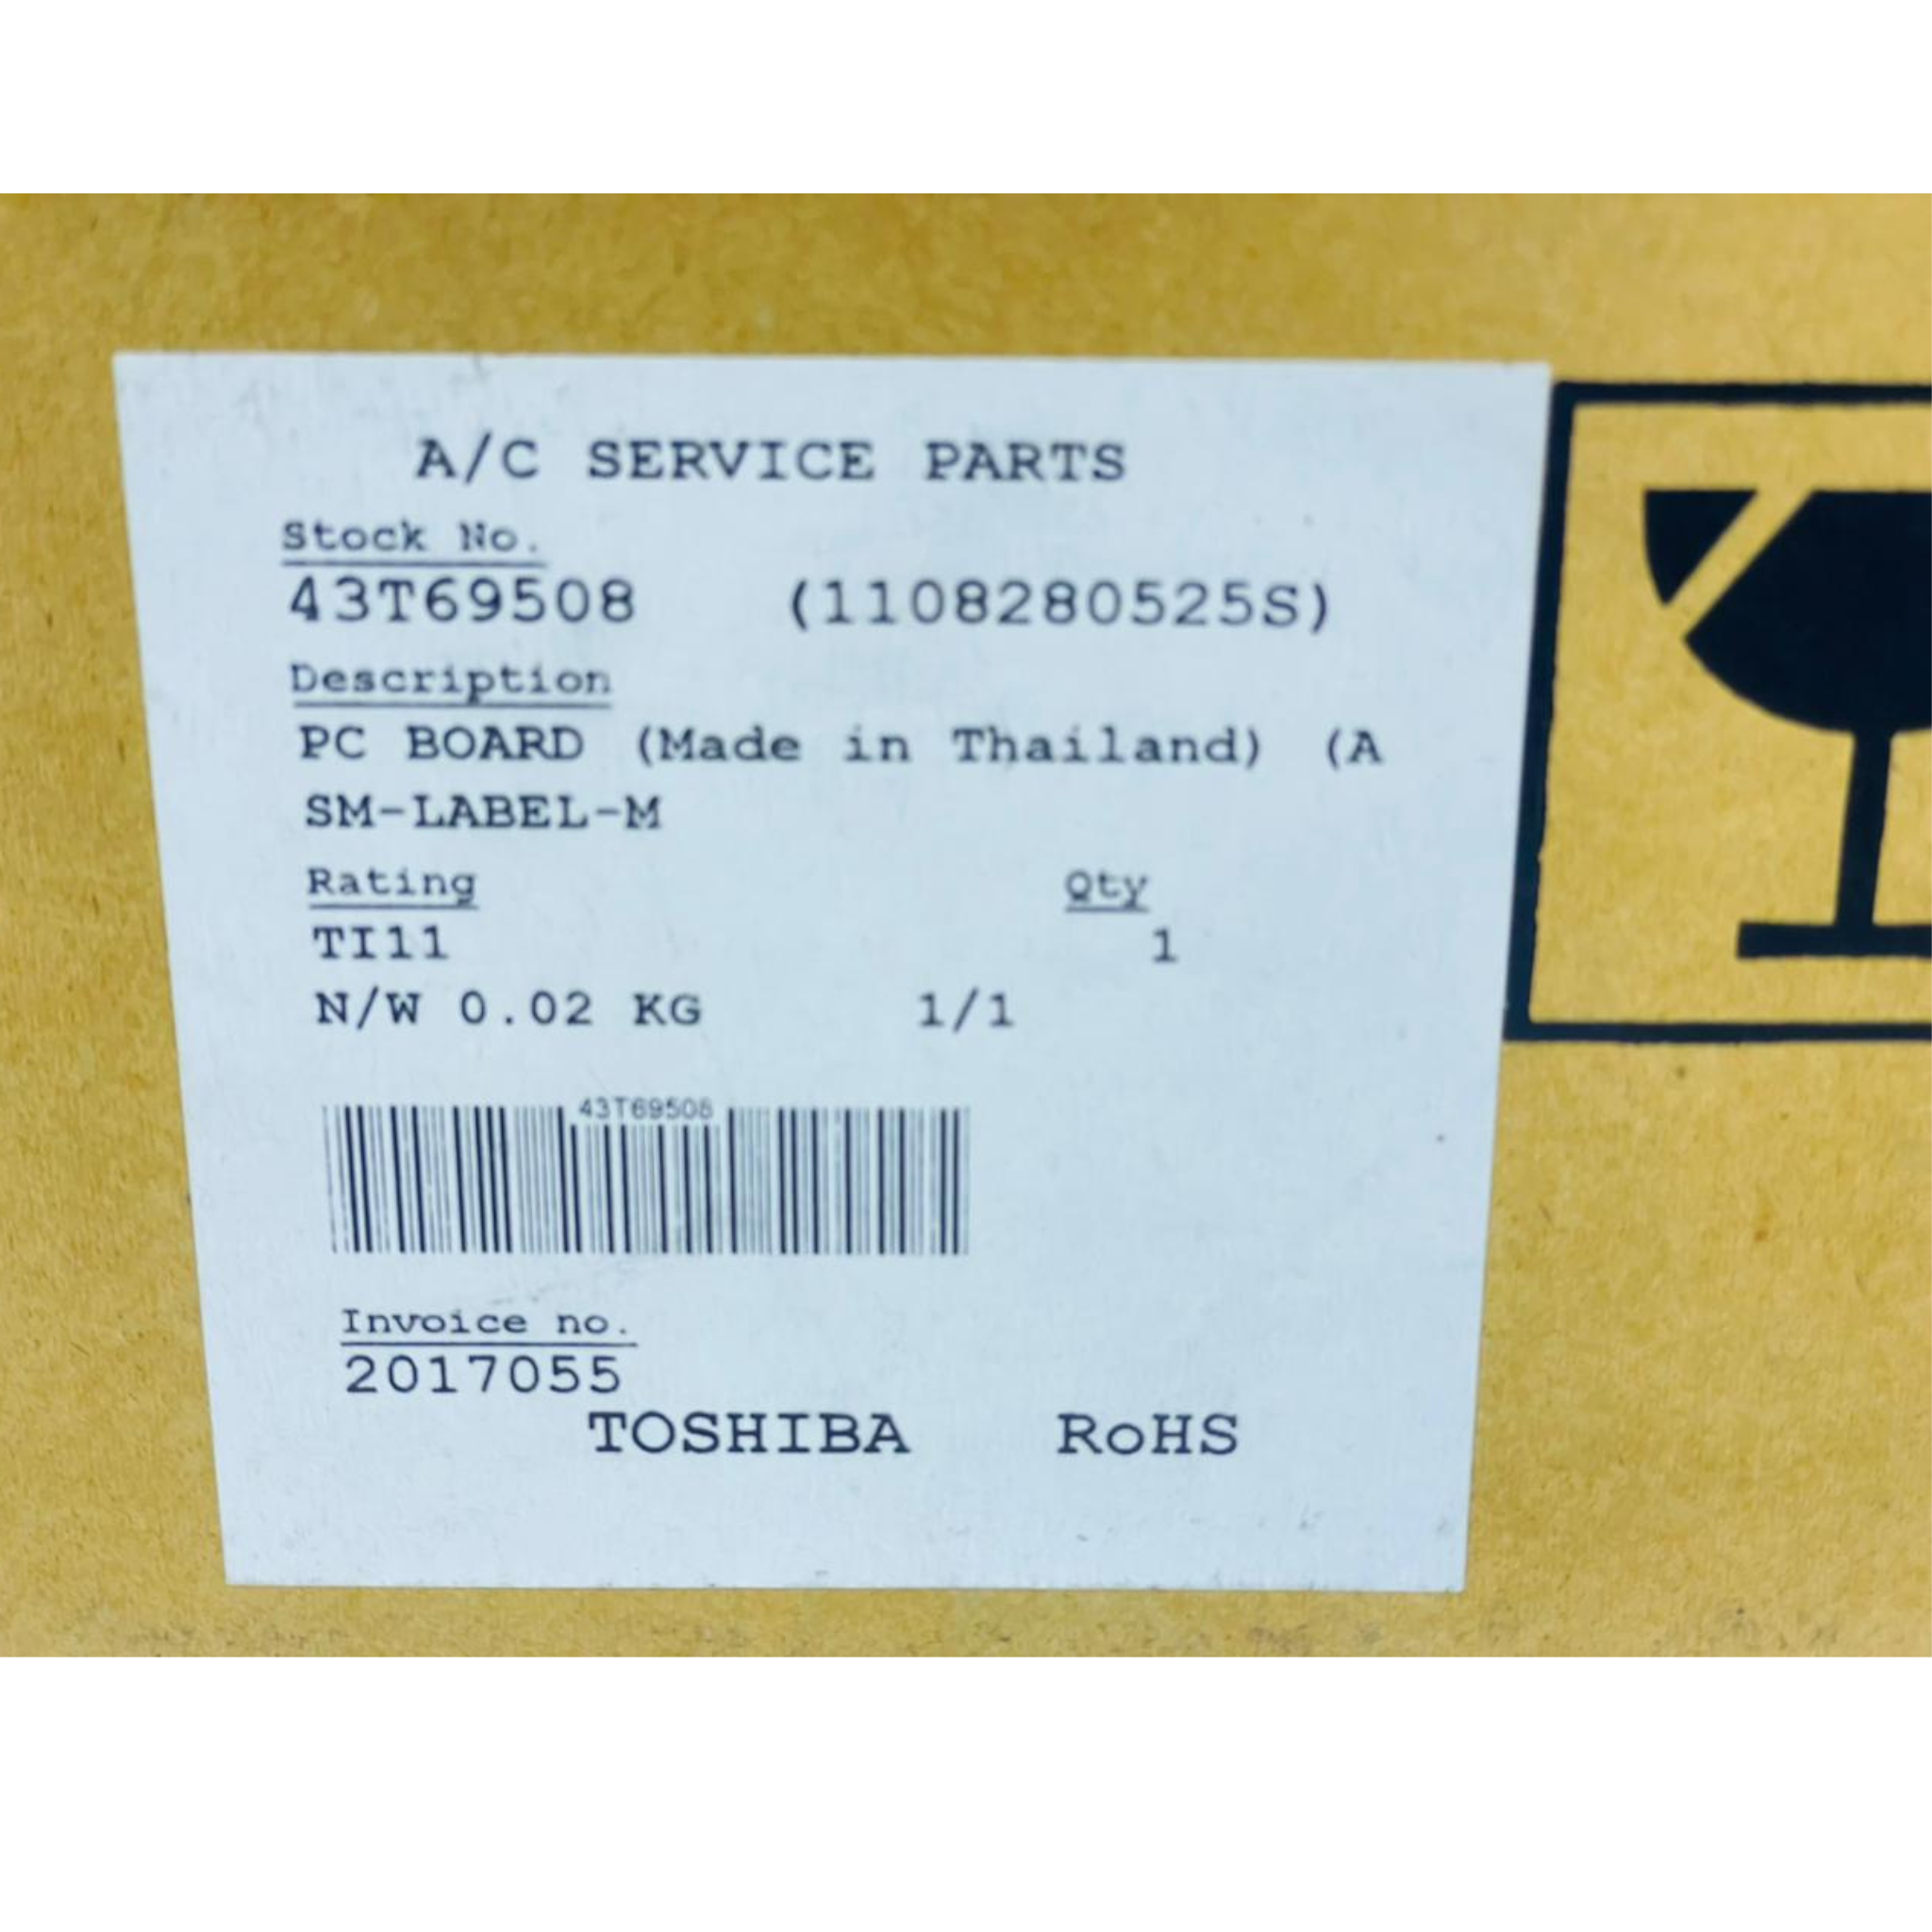 A/C SERVICE PARTS
Stock No.
43T69508 (1108280525S)
Description
PC BOARD (Made in Thailand) (A
SM-LABEL-M
Rating Qty
TI11 1
N/W 0.02 KG 1/1
43T69508
Invoice no.
2017055
TOSHIBA RoHS